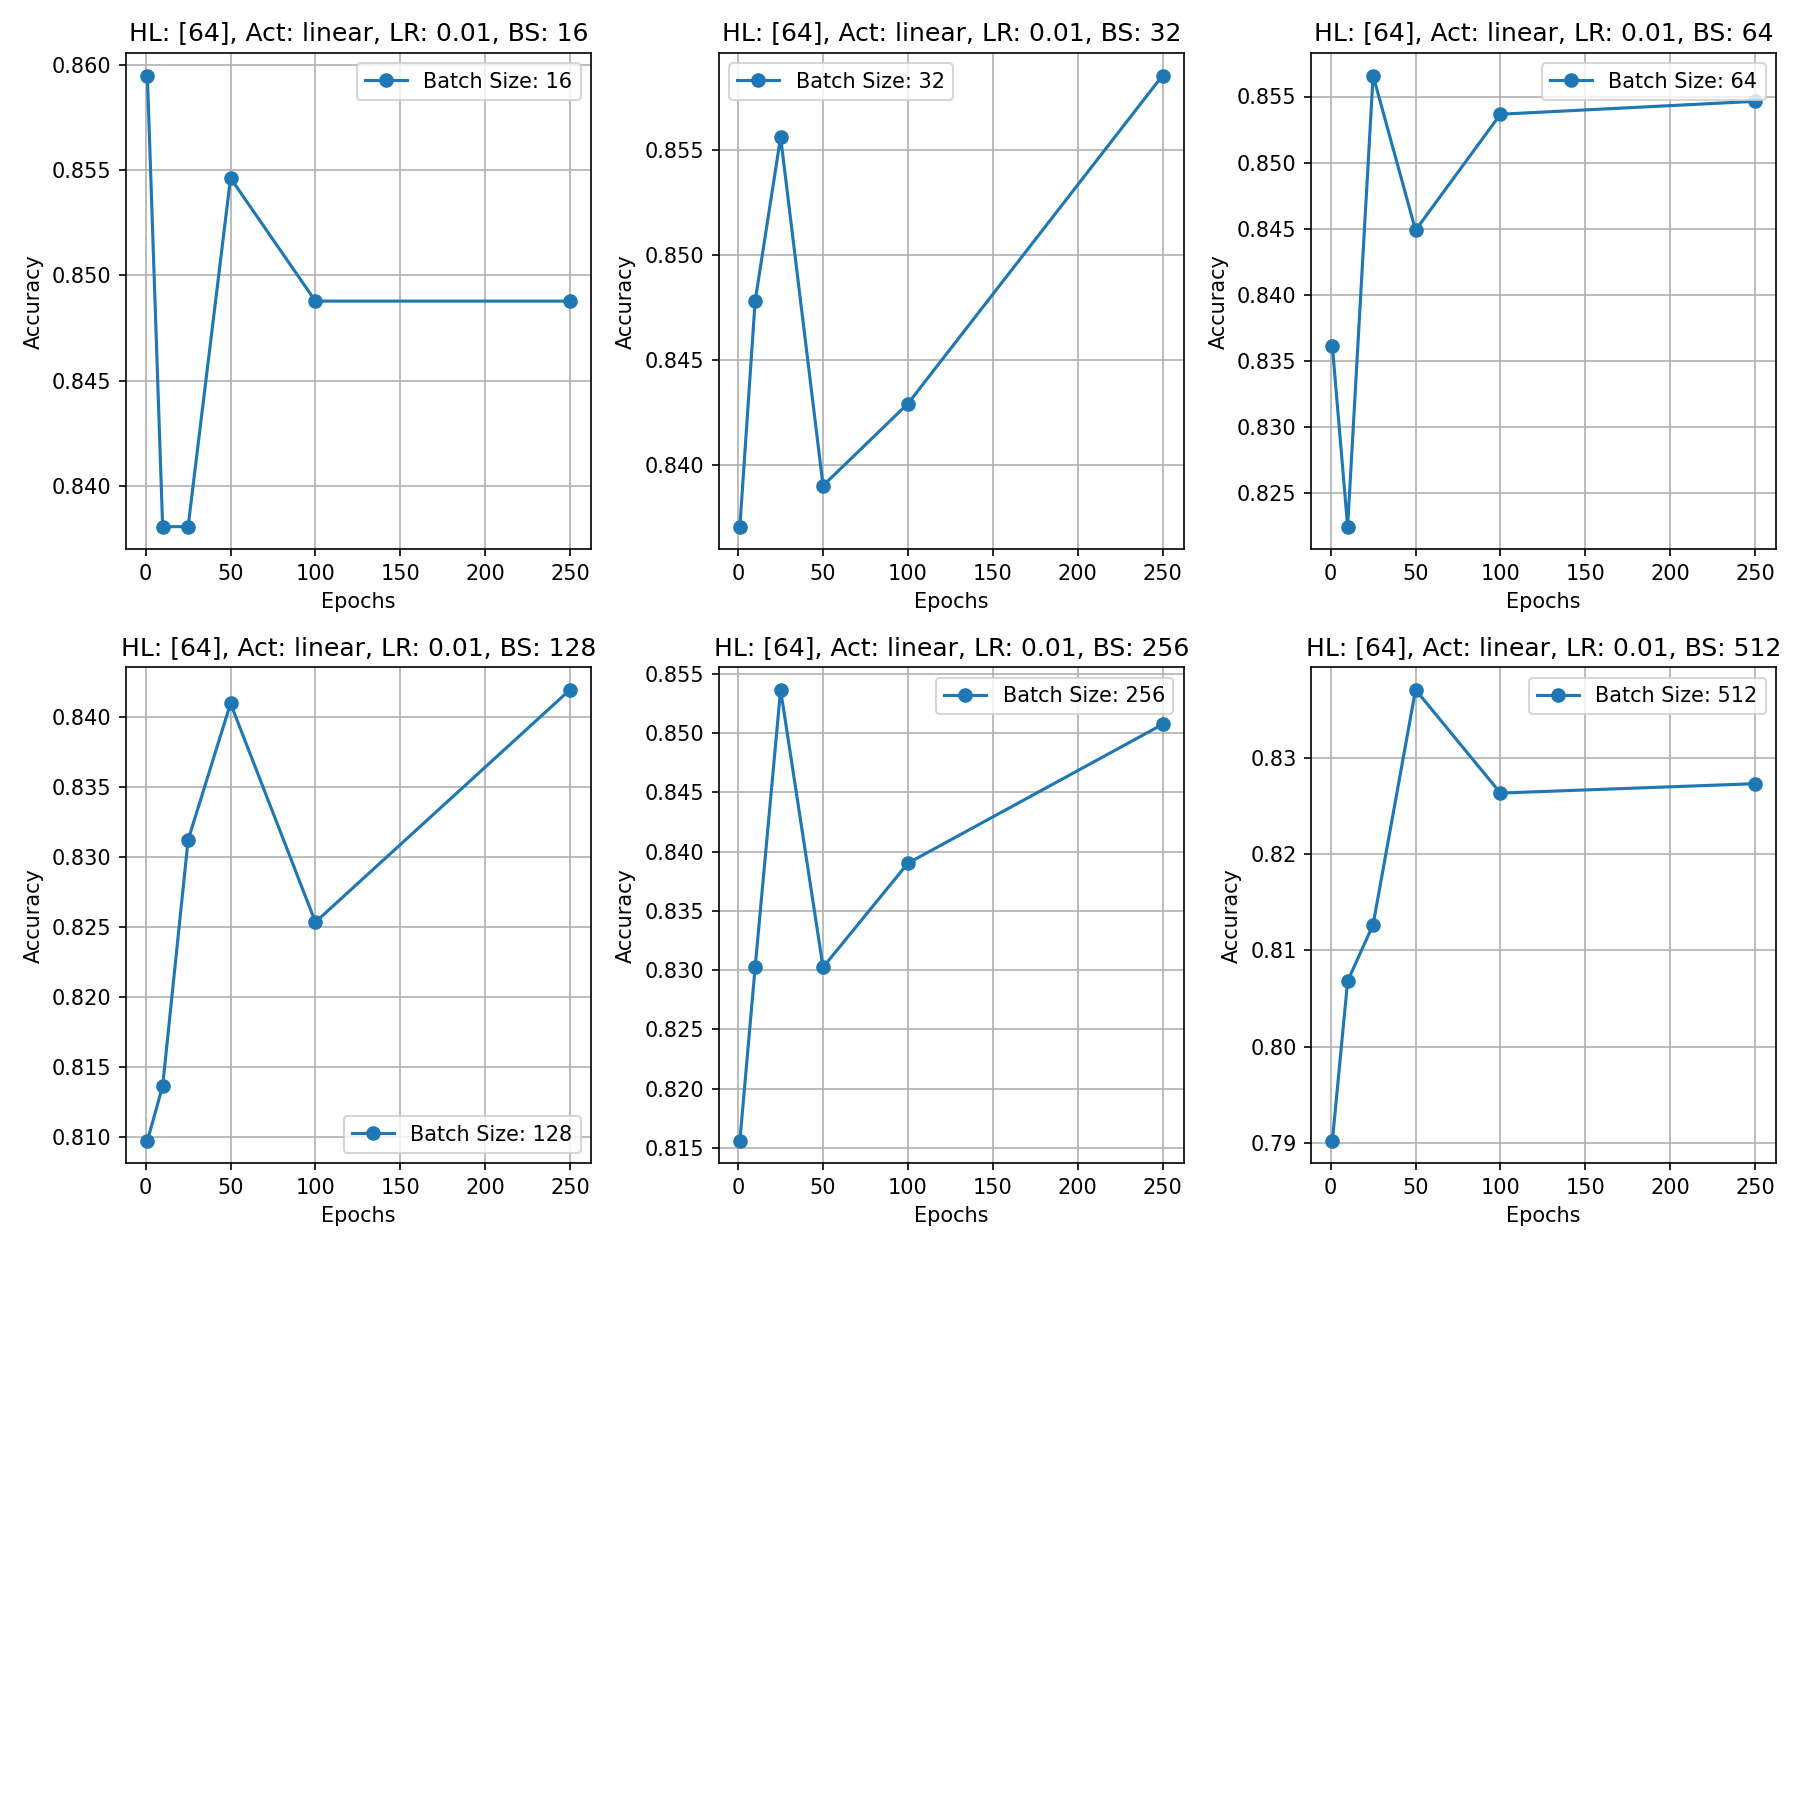 HL: [64], Act: linear, LR: 0.01, BS: 16
Batch Size: 16
Accuracy
0.860
0.855
0.850
0.845
0.840
0 50 100 150 200 250
Epochs
HL: [64], Act: linear, LR: 0.01, BS: 32
Batch Size: 32
Accuracy
0.855
0.850
0.845
0.840
0 50 100 150 200 250
Epochs
HL: [64], Act: linear, LR: 0.01, BS: 64
Batch Size: 64
Accuracy
0.855
0.850
0.845
0.840
0.835
0.830
0.825
0 50 100 150 200 250
Epochs
HL: [64], Act: linear, LR: 0.01, BS: 128
Accuracy
0.840
0.835
0.830
0.825
0.820
0.815
0.810
Batch Size: 128
0 50 100 150 200 250
Epochs
HL: [64], Act: linear, LR: 0.01, BS: 256
Batch Size: 256
Accuracy
0.855
0.850
0.845
0.840
0.835
0.830
0.825
0.820
0.815
0 50 100 150 200 250
Epochs
HL: [64], Act: linear, LR: 0.01, BS: 512
Batch Size: 512
Accuracy
0.83
0.82
0.81
0.80
0.79
0 50 100 150 200 250
Epochs